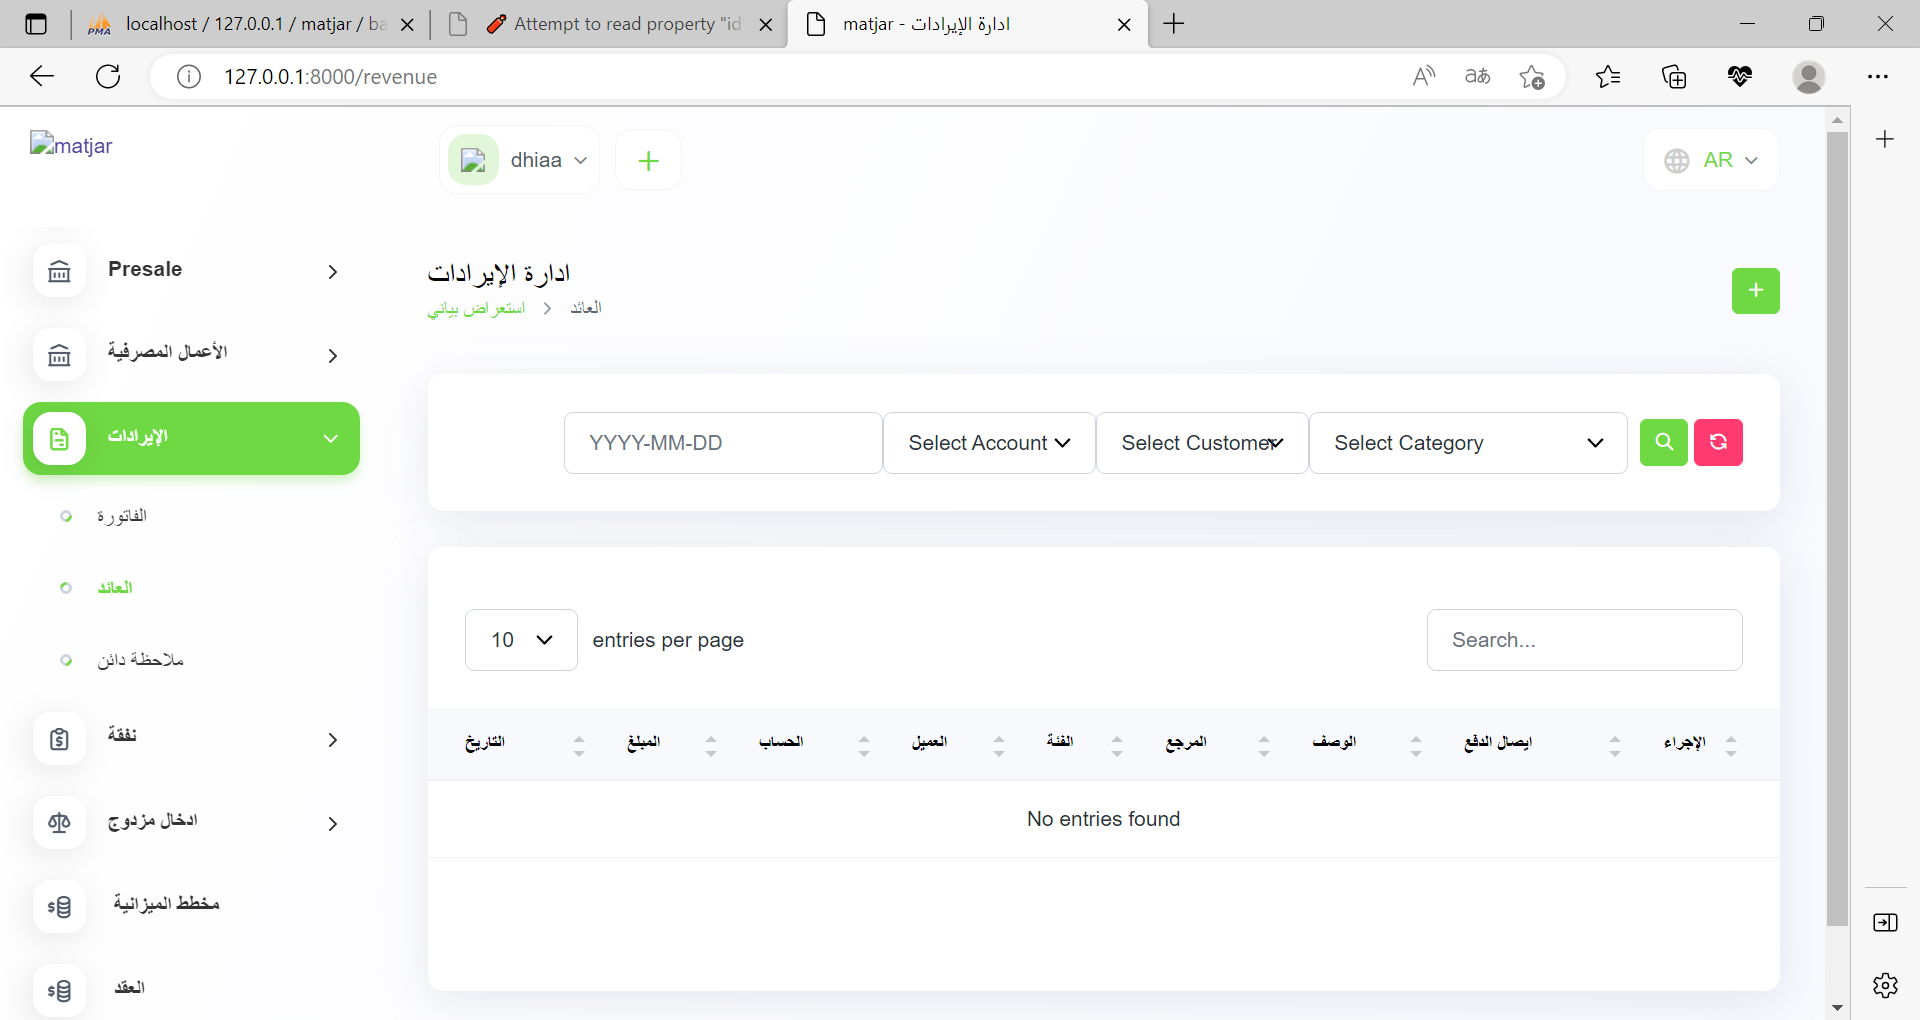 localhost / 127.0.0.1 / matjar / ba
Attempt to read property "id"
matjar - ادارة الإيرادات
127.0.0.1:8000/revenue
matjar
dhiaa
AR
Presale
الأعمال المصرفية
الإيرادات
الفاتورة
العائد
ملاحظة دائن
نفقة
ادخال مزدوج
مخطط الميزانية
العقد
ادارة الإيرادات
استعراض بياني
العائد
YYYY-MM-DD
Select Account
Select Customer
Select Category
10 entries per page
Search...
التاريخ
المبلغ
الحساب
العميل
الفئة
المرجع
الوصف
ايصال الدفع
الإجراء
No entries found